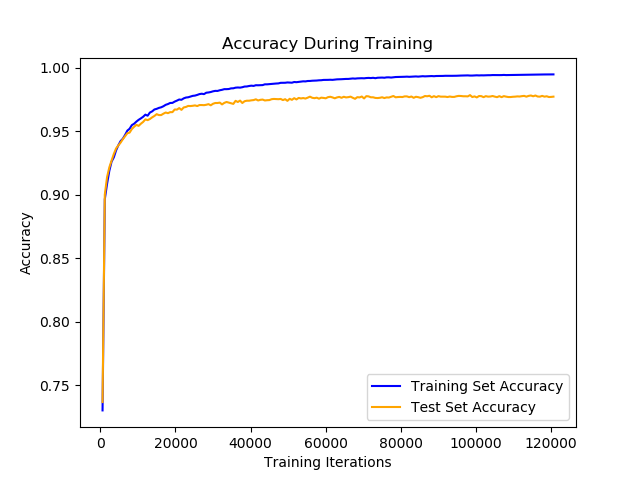 Accuracy During Training
1.00
0.95
0.90
0.85
0.80
0.75
Accuracy
Training Set Accuracy
Test Set Accuracy
0 20000 40000 60000 80000 100000 120000
Training Iterations